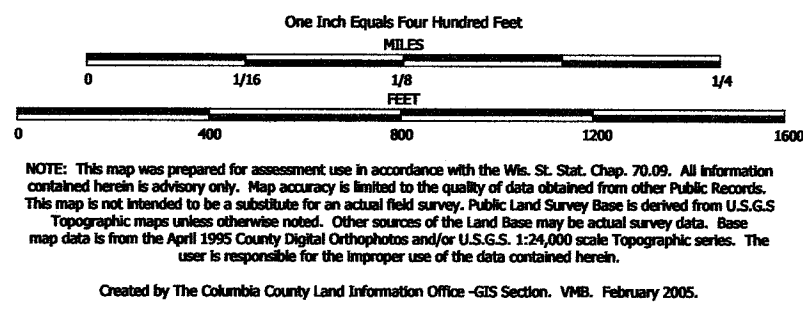 One Inch Equals Four Hundred Feet
MILES
0 1/16 1/8 1/4
FEET
0 400 800 1200 1600
NOTE: This map was prepared for assessment use in accordance with the Wis. St. Stat. Chap. 70.09. All information
contained herein is advisory only. Map accuracy is limited to the quality of data obtained from other Public Records.
This map is not intended to be a substitute for an actual field survey. Public Land Survey Base is derived from U.S.G.S
Topographic maps unless otherwise noted. Other sources of the Land Base may be actual survey data. Base
map data is from the April 1995 County Digital Orthophotos and/or U.S.G.S. 1:24,000 scale Topographic series. The
user is responsible for the improper use of the data contained herein.
Created by The Columbia County Land Information Office -GIS Section. VMB. February 2005.